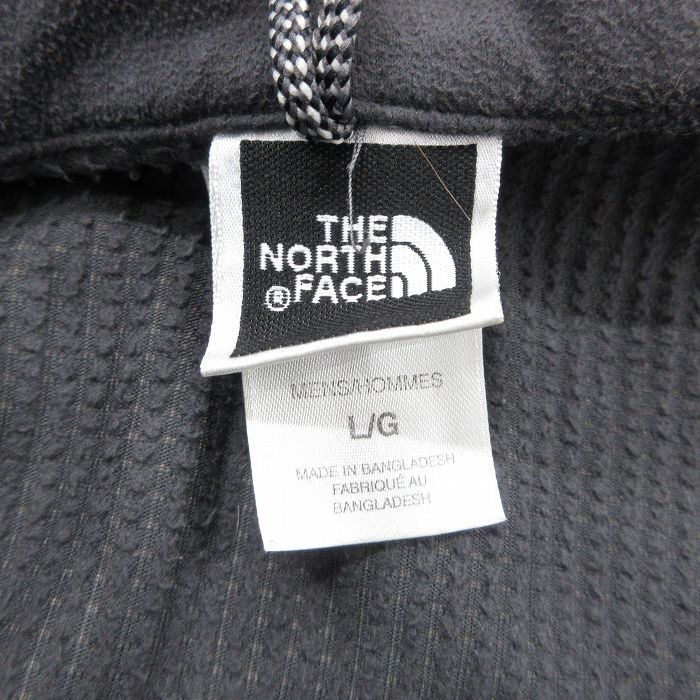 THE
NORTH
® FACE
MENS/HOMMES
L/G
MADE IN BANGLADESH
FABRIQUÉ AU
BANGLADESH